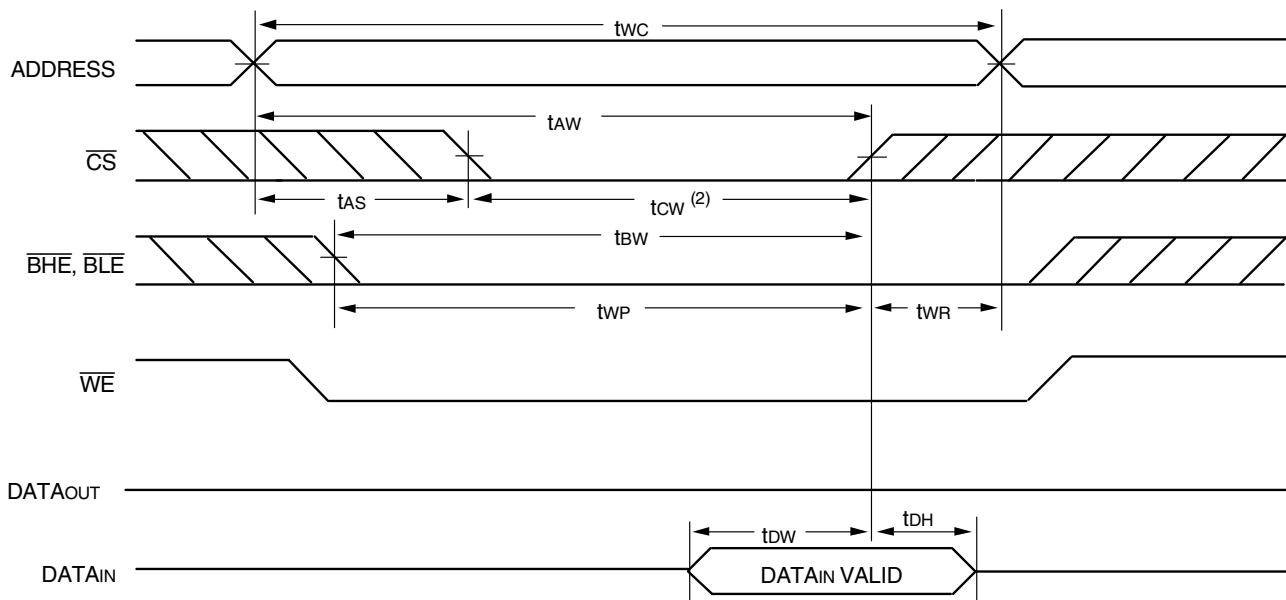 tWC
ADDRESS
tAW
CS
tAS
tCW (2)
tBW
BHE, BLE
tWP
tWR
WE
DATAOUT
tDW
tDH
DATAIN
DATAIN VALID